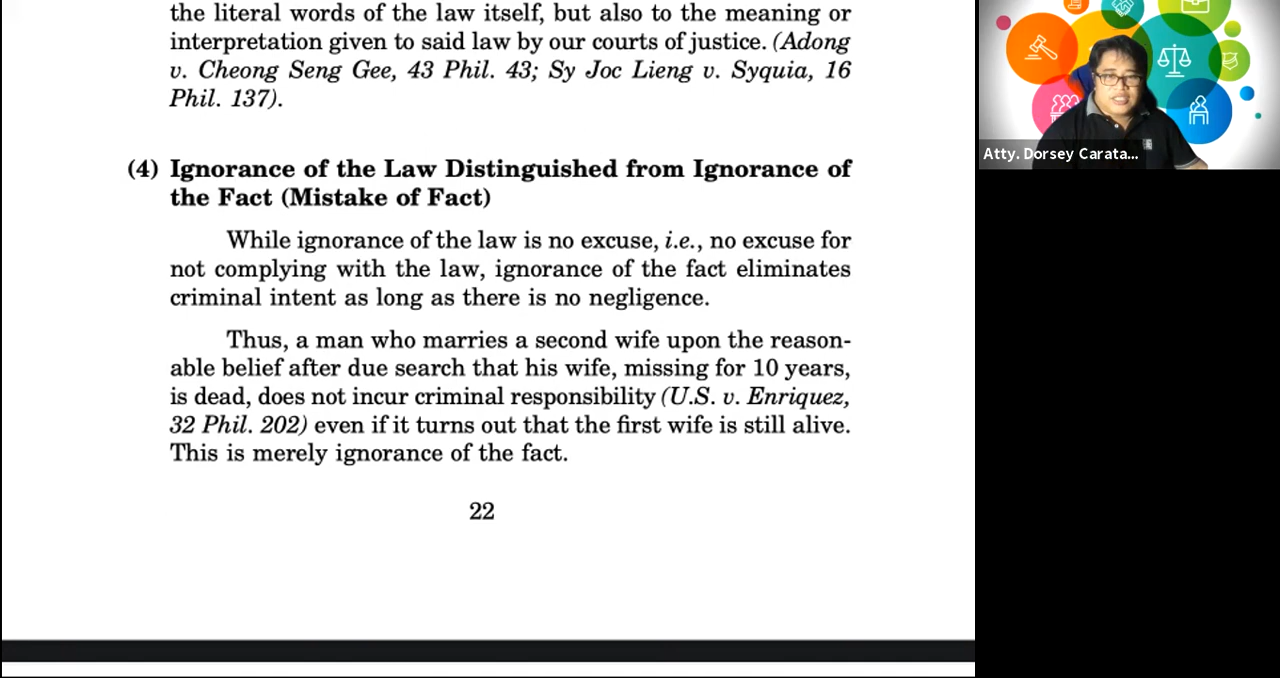 the literal words of the law itself, but also to the meaning or
interpretation given to said law by our courts of justice. (Adong
v. Cheong Seng Gee, 43 Phil. 43; Sy Joc Lieng v. Syquia, 16
Phil. 137).
(4) Ignorance of the Law Distinguished from Ignorance of
the Fact (Mistake of Fact)
While ignorance of the law is no excuse, i.e., no excuse for
not complying with the law, ignorance of the fact eliminates
criminal intent as long as there is no negligence.
Thus, a man who marries a second wife upon the reason-
able belief after due search that his wife, missing for 10 years,
is dead, does not incur criminal responsibility (U.S. v. Enriquez,
32 Phil. 202) even if it turns out that the first wife is still alive.
This is merely ignorance of the fact.
22
Atty. Dorsey Carata...